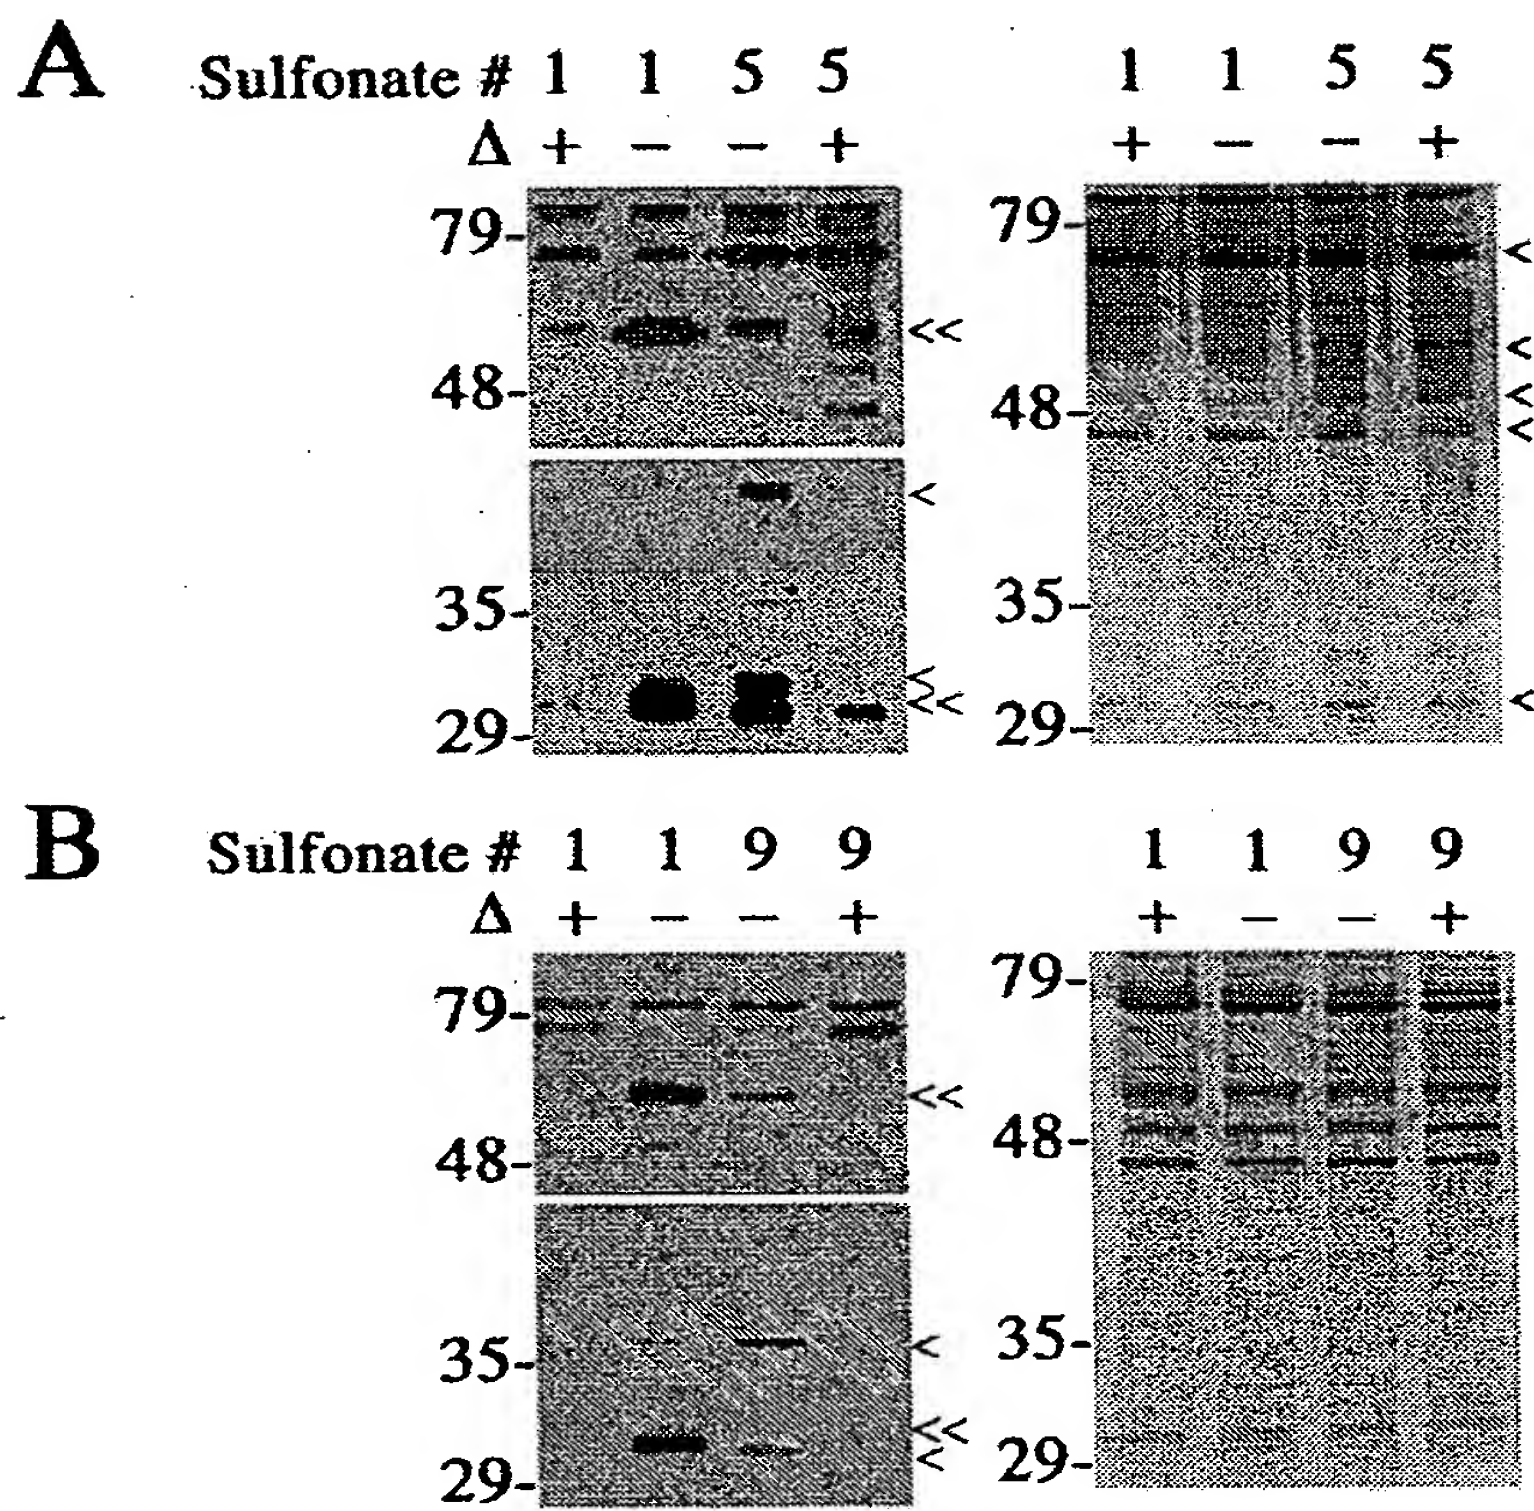 A Sulfonate # 1 1 5 5 1 1 5 5
Δ + − − + + − − +
79- 79- <
<< <
48- 48- <
<
<
35- 35-
<
<< <
29- 29-
B Sulfonate # 1 1 9 9 1 1 9 9
Δ + − − + + − − +
79- 79-
<<
48- 48-
35- < 35-
<<
<
29- 29-